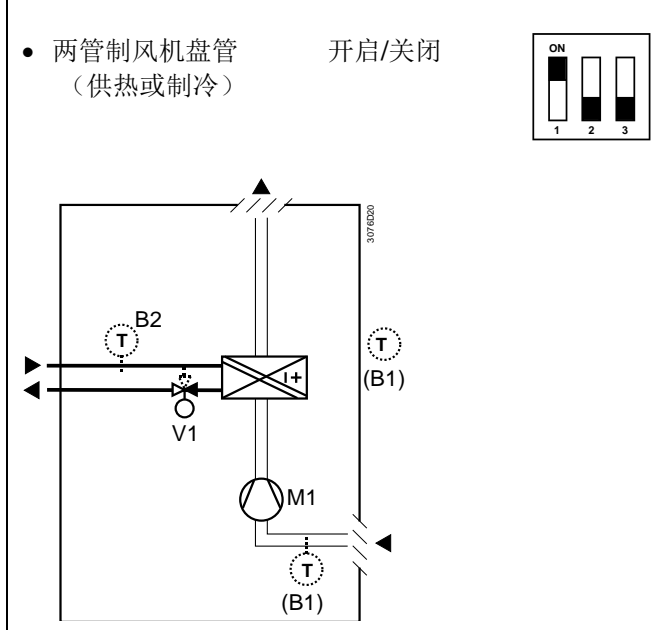 • 两管制风机盘管 开启/关闭
（供热或制冷）
ON
1 2 3
3076D20
B2
T
T
(B1)
V1
M1
T
(B1)